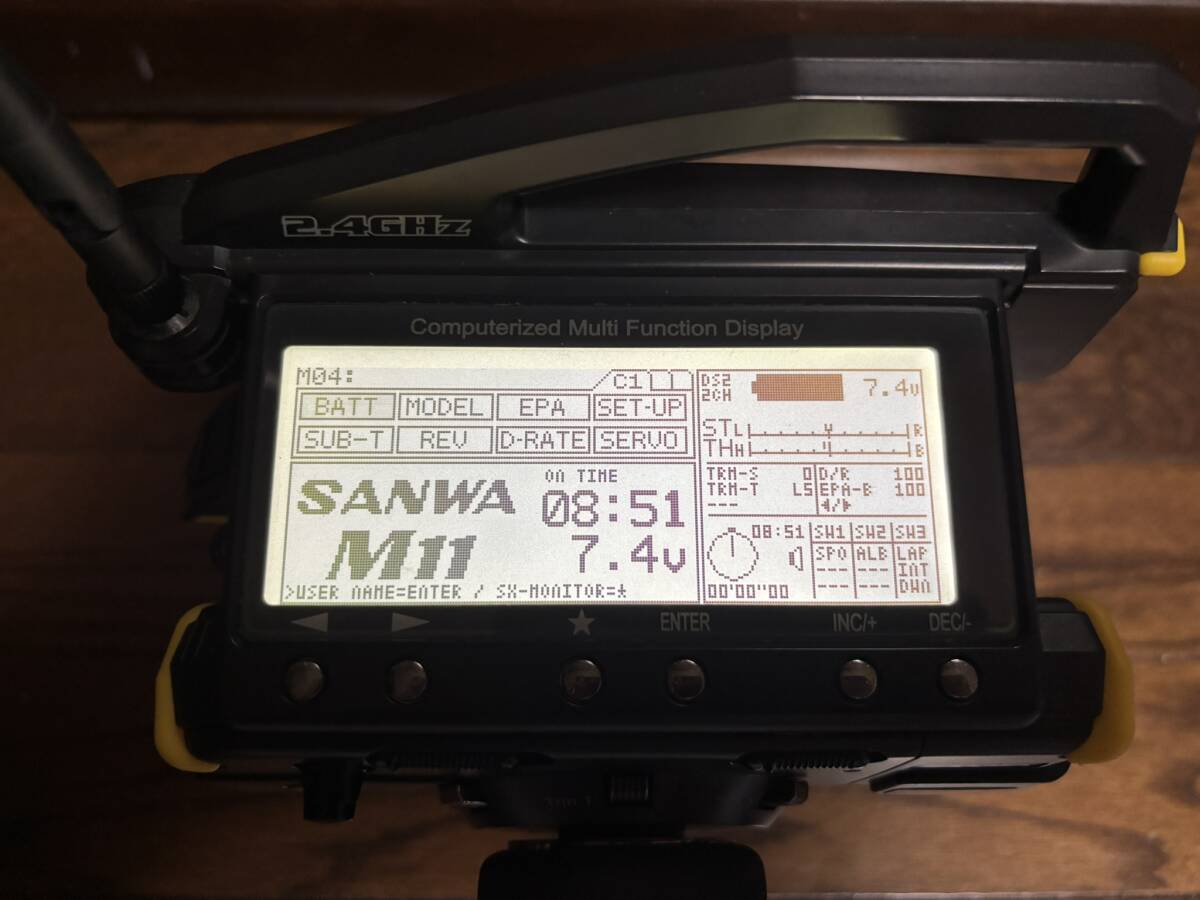 2.4GHz
Computerized Multi Function Display
M04:
C1
BATT MODEL EPA SET-UP
SUB-T REV D-RATE SERVO
SANWA
M11
ON TIME
08:51
7.4v
>USER NAME=ENTER / SX-MONITOR=★
DS2
2CH
7.4v
ST L R
TH H B
TRM-S 0 D/R 100
TRM-T L5 EPA-B 100
--- ◄/►
08:51 SW1 SW2 SW3
SPO ALB LAP
--- --- INT
--- --- DWN
00'00"00
◄ ► ★ ENTER INC/+ DEC/-